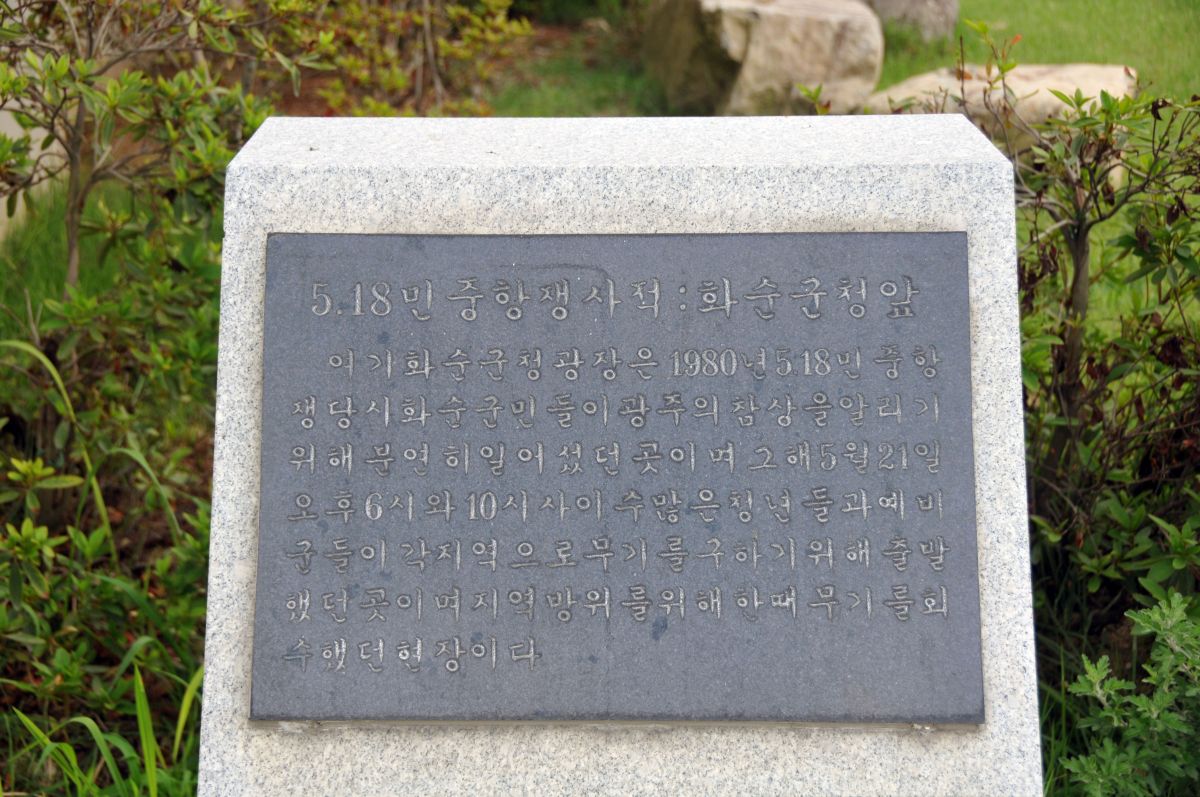 5.18민중항쟁사적 : 화순군청앞
여기화순군청광장은 1980년 5.18 민중항
쟁당시화순군민들이광주의참상을알리기
위해분연히일어섰던곳이며그해5월21일
오후6시와10시사이수많은청년들과예비
군들이각지역으로무기를구하기위해출발
했던곳이며지역방위를위해한때무기를회
수했던현장이다